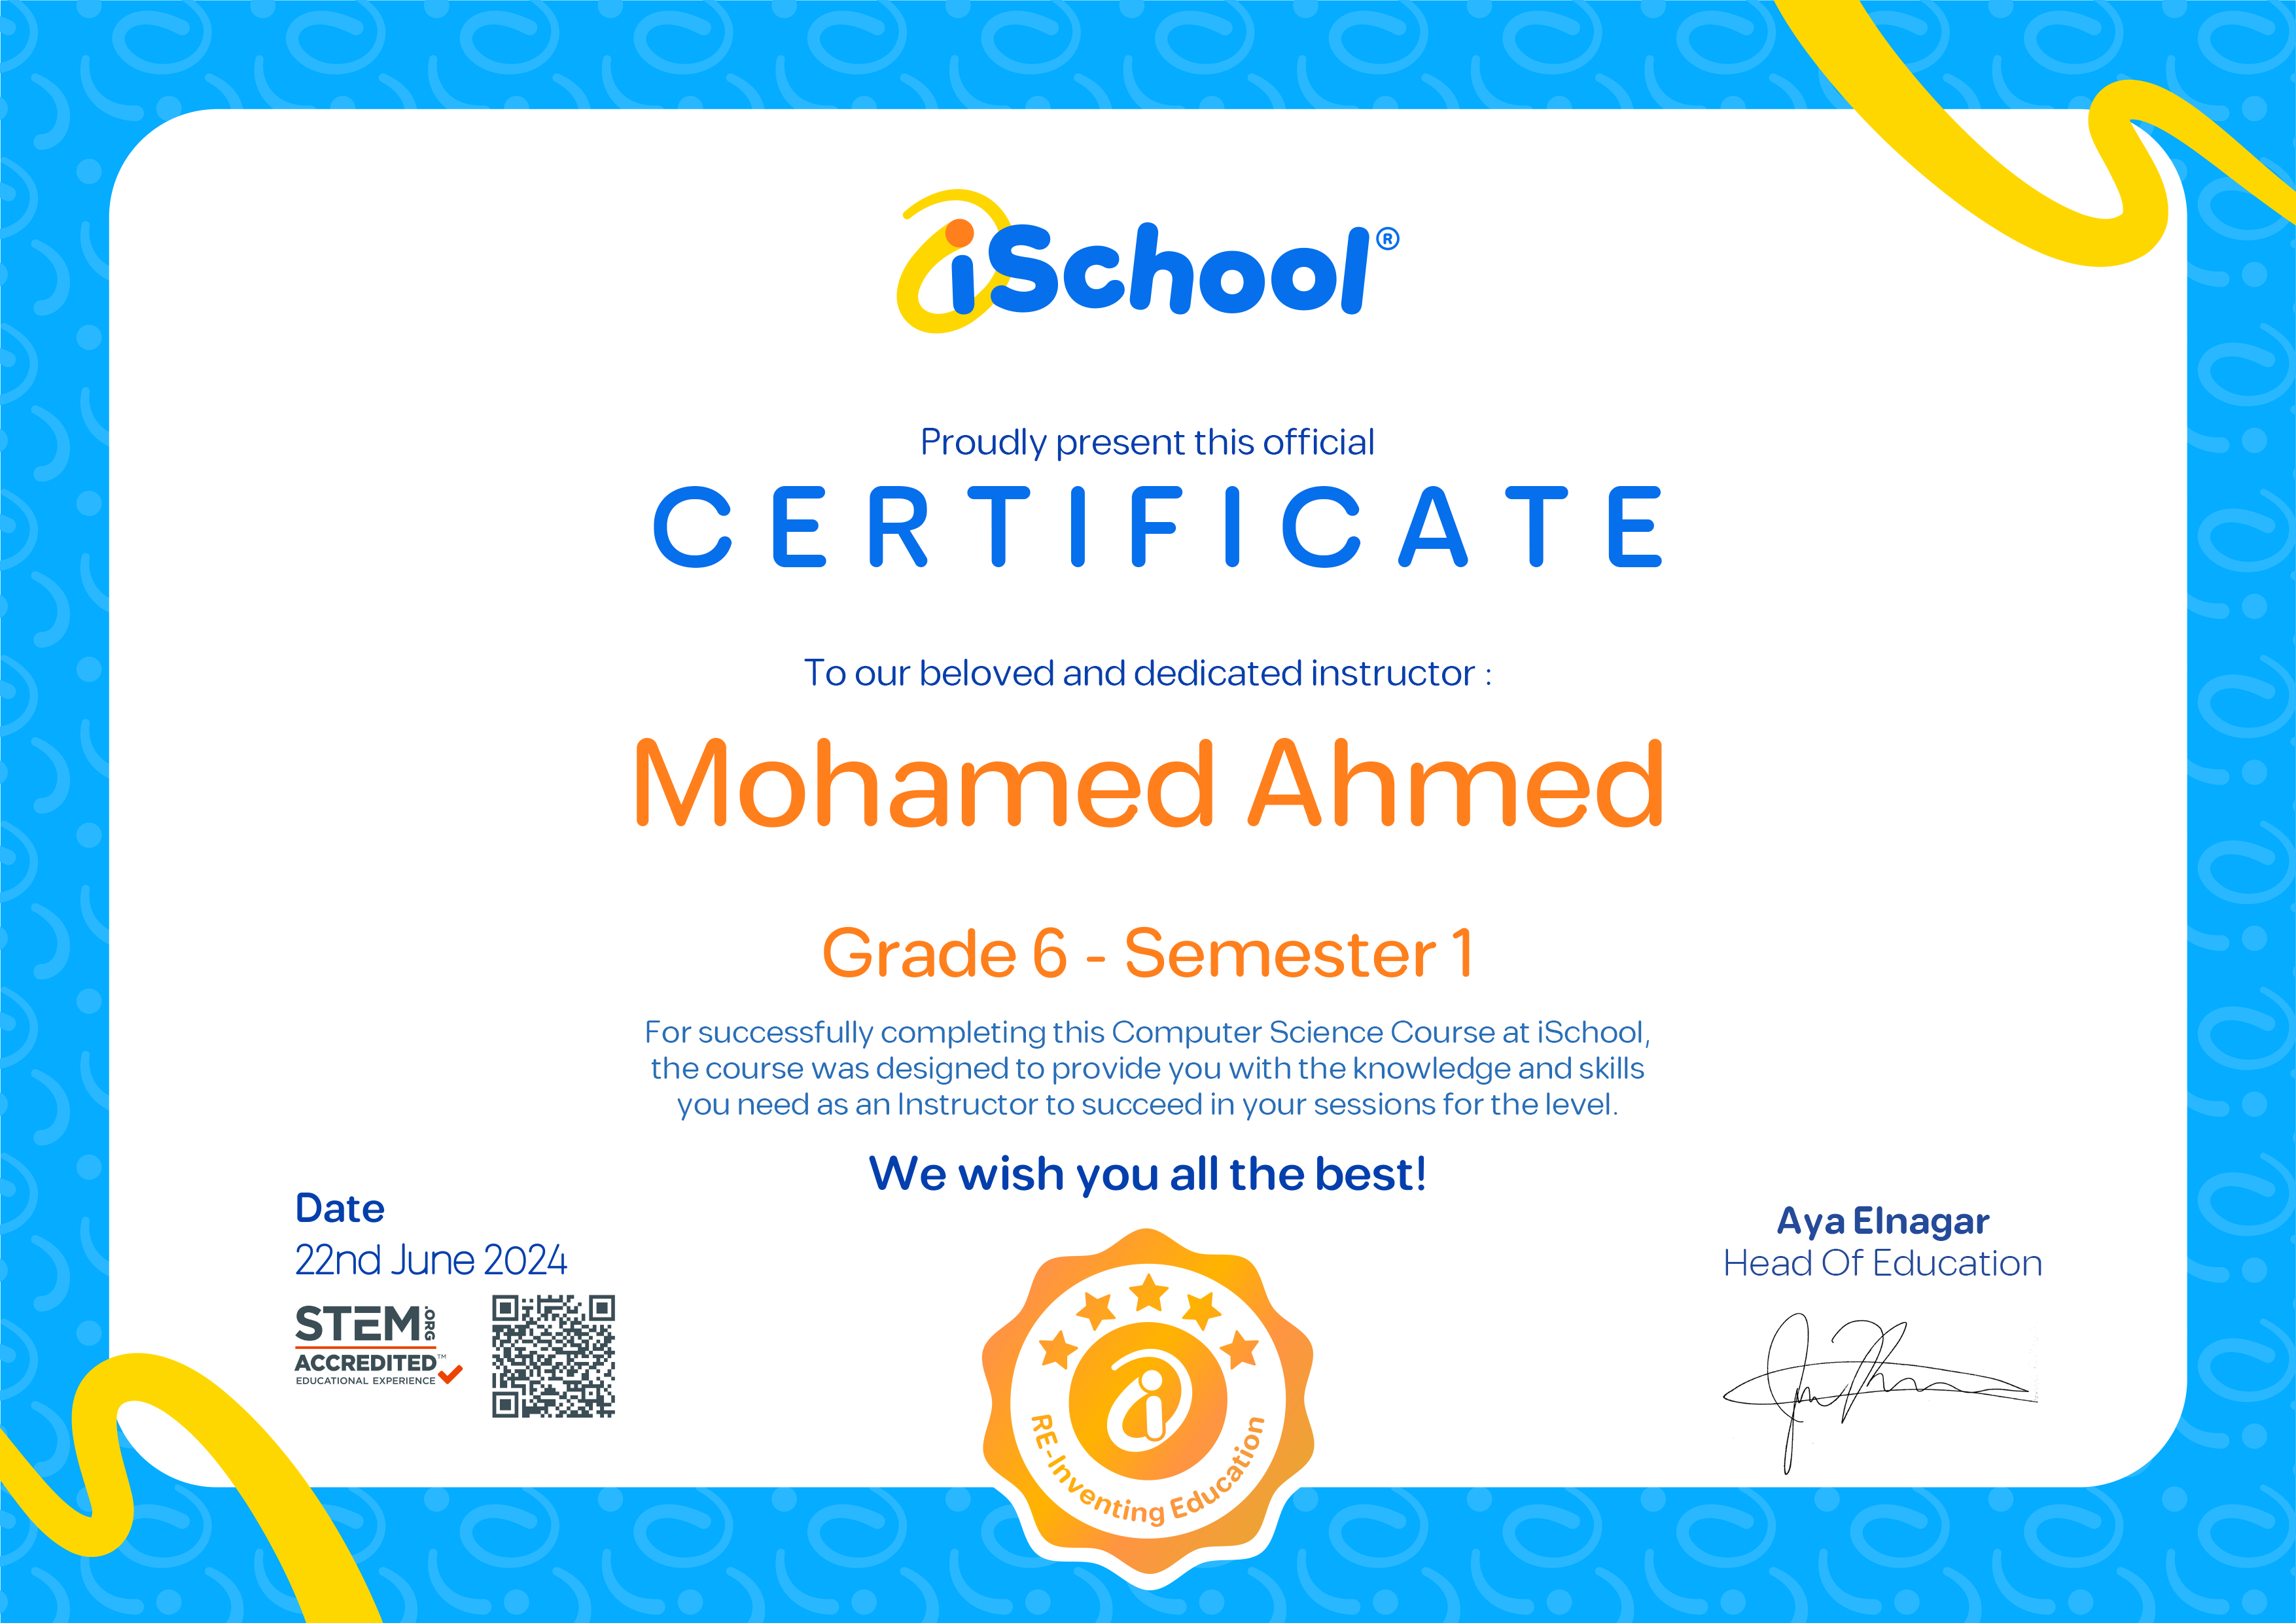 iSchool®
Proudly present this official
CERTIFICATE
To our beloved and dedicated instructor :
Mohamed Ahmed
Grade 6 - Semester 1
For successfully completing this Computer Science Course at iSchool,
the course was designed to provide you with the knowledge and skills
you need as an Instructor to succeed in your sessions for the level.
We wish you all the best!
Date
22nd June 2024
STEM.ORG
ACCREDITED™
EDUCATIONAL EXPERIENCE
i
RE-Inventing Education
Aya Elnagar
Head Of Education